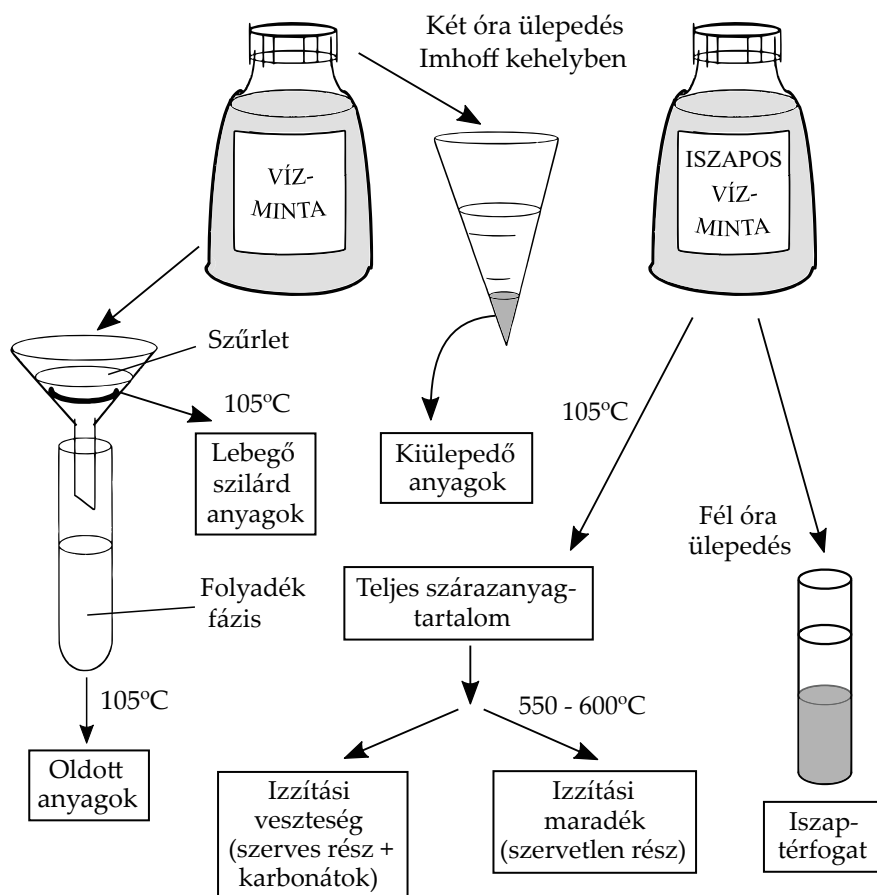 Két óra ülepedés
Imhoff kehelyben
VÍZ-
MINTA
ISZAPOS
VÍZ-
MINTA
Szűrlet
105ºC
Lebegő
szilárd
anyagok
Kiülepedő
anyagok
105ºC
Fél óra
ülepedés
Folyadék
fázis
Teljes szárazanyag-
tartalom
105ºC
550 - 600ºC
Oldott
anyagok
Izzítási
veszteség
(szerves rész +
karbonátok)
Izzítási
maradék
(szervetlen rész)
Iszap-
térfogat